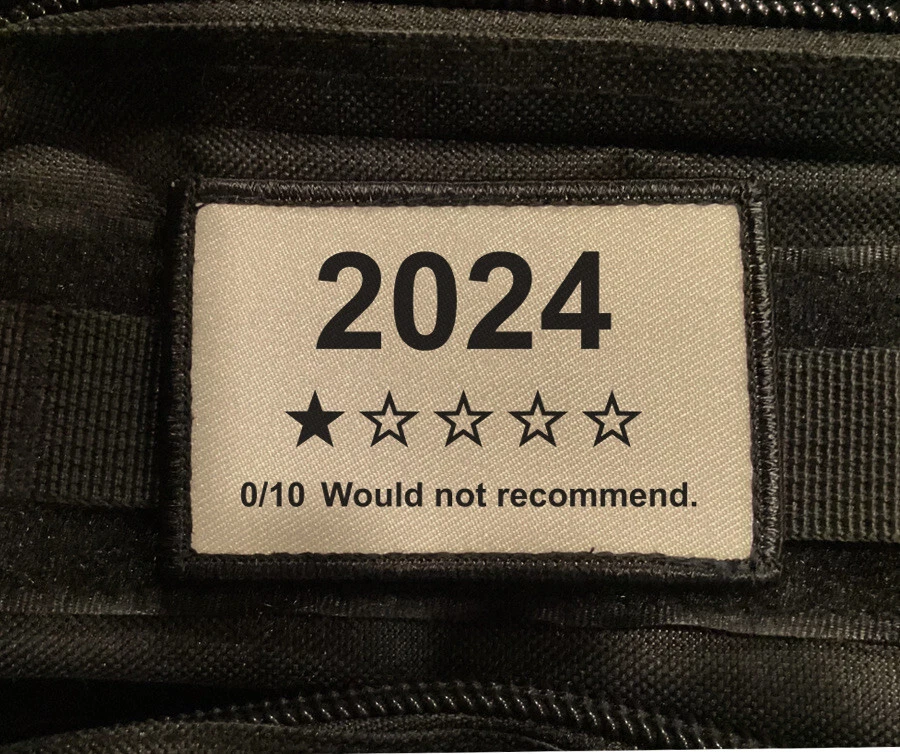 2024
★☆☆☆☆
0/10 Would not recommend.